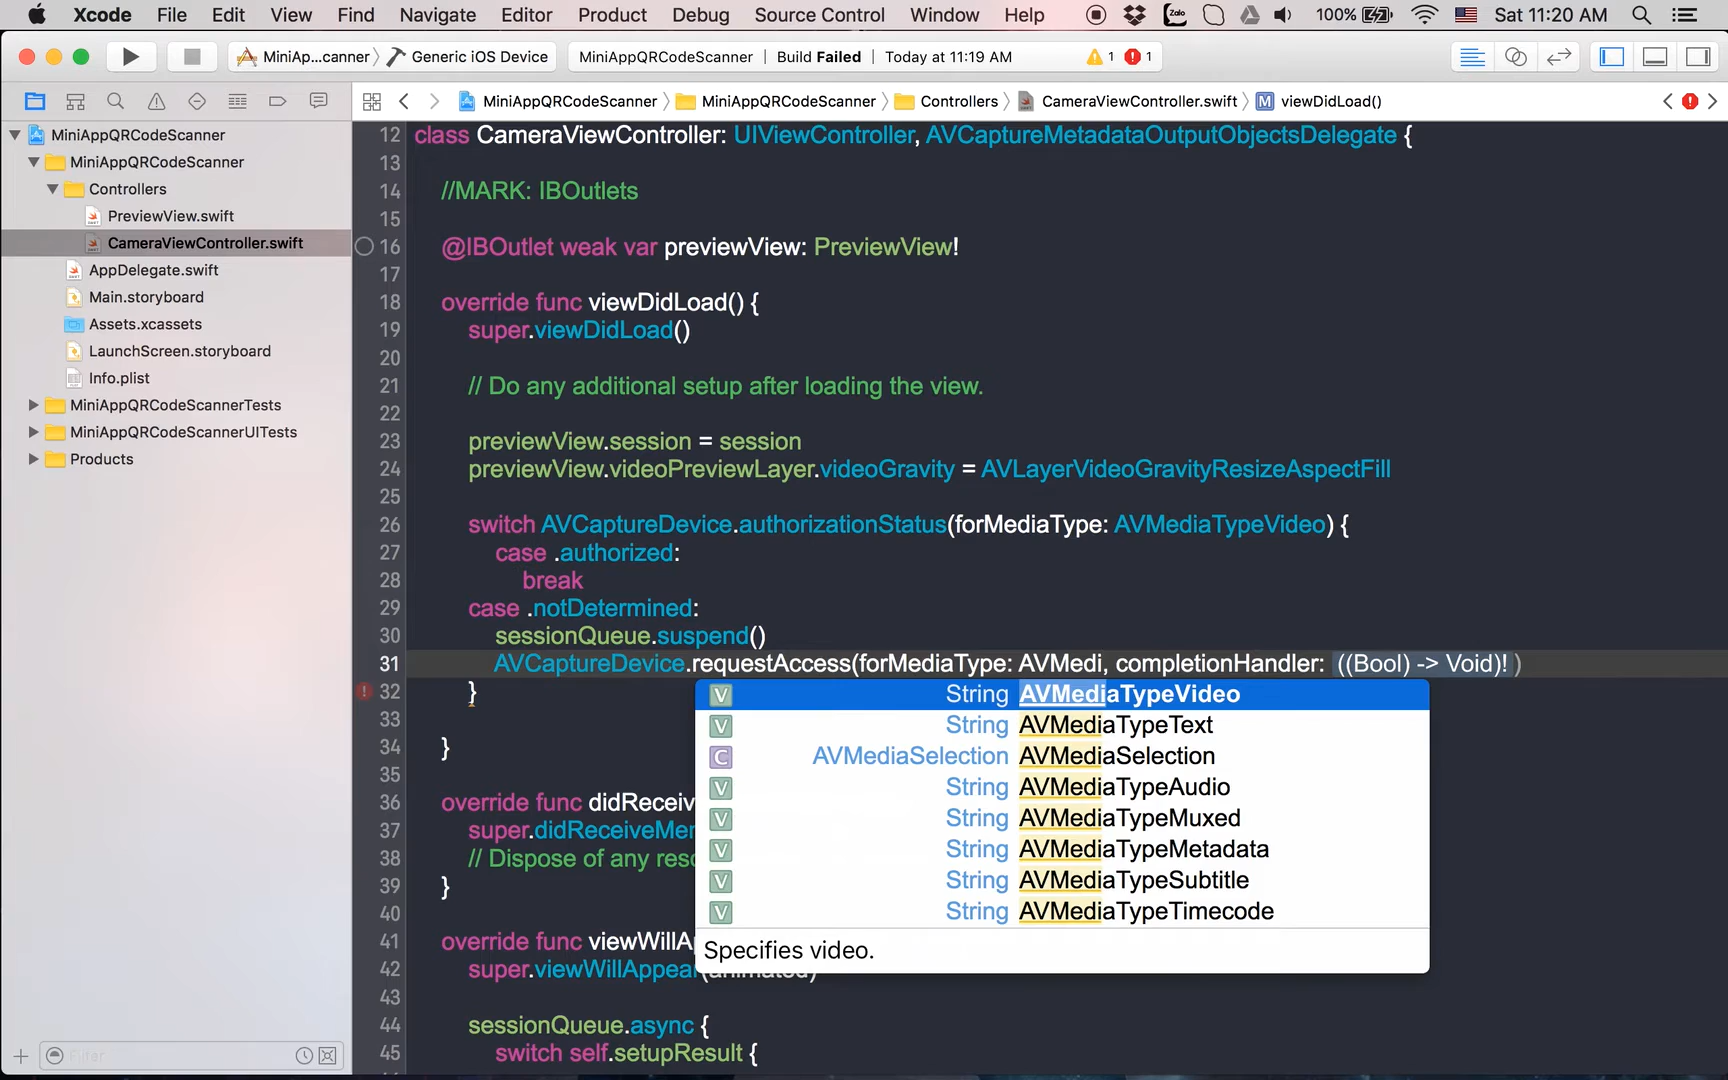 Xcode File Edit View Find Navigate Editor Product Debug Source Control Window Help Zalo 100% Sat 11:20 AM
MiniAp...canner Generic iOS Device MiniAppQRCodeScanner Build Failed Today at 11:19 AM 1 1
MiniAppQRCodeScanner MiniAppQRCodeScanner Controllers CameraViewController.swift M viewDidLoad()
MiniAppQRCodeScanner
MiniAppQRCodeScanner
Controllers
PreviewView.swift
CameraViewController.swift
AppDelegate.swift
Main.storyboard
Assets.xcassets
LaunchScreen.storyboard
Info.plist
MiniAppQRCodeScannerTests
MiniAppQRCodeScannerUITests
Products
Filter
12 class CameraViewController: UIViewController, AVCaptureMetadataOutputObjectsDelegate {
13
14 //MARK: IBOutlets
15
16 @IBOutlet weak var previewView: PreviewView!
17
18 override func viewDidLoad() {
19 super.viewDidLoad()
20
21 // Do any additional setup after loading the view.
22
23 previewView.session = session
24 previewView.videoPreviewLayer.videoGravity = AVLayerVideoGravityResizeAspectFill
25
26 switch AVCaptureDevice.authorizationStatus(forMediaType: AVMediaTypeVideo) {
27 case .authorized:
28 break
29 case .notDetermined:
30 sessionQueue.suspend()
31 AVCaptureDevice.requestAccess(forMediaType: AVMedi, completionHandler: ((Bool) -> Void)!)
32 }
33
34 }
35
36 override func didReceiv
37 super.didReceiveMer
38 // Dispose of any reso
39 }
40
41 override func viewWillAp
42 super.viewWillAppear(animated)
43
44 sessionQueue.async {
45 switch self.setupResult {
V String AVMediaTypeVideo
V String AVMediaTypeText
C AVMediaSelection AVMediaSelection
V String AVMediaTypeAudio
V String AVMediaTypeMuxed
V String AVMediaTypeMetadata
V String AVMediaTypeSubtitle
V String AVMediaTypeTimecode
Specifies video.